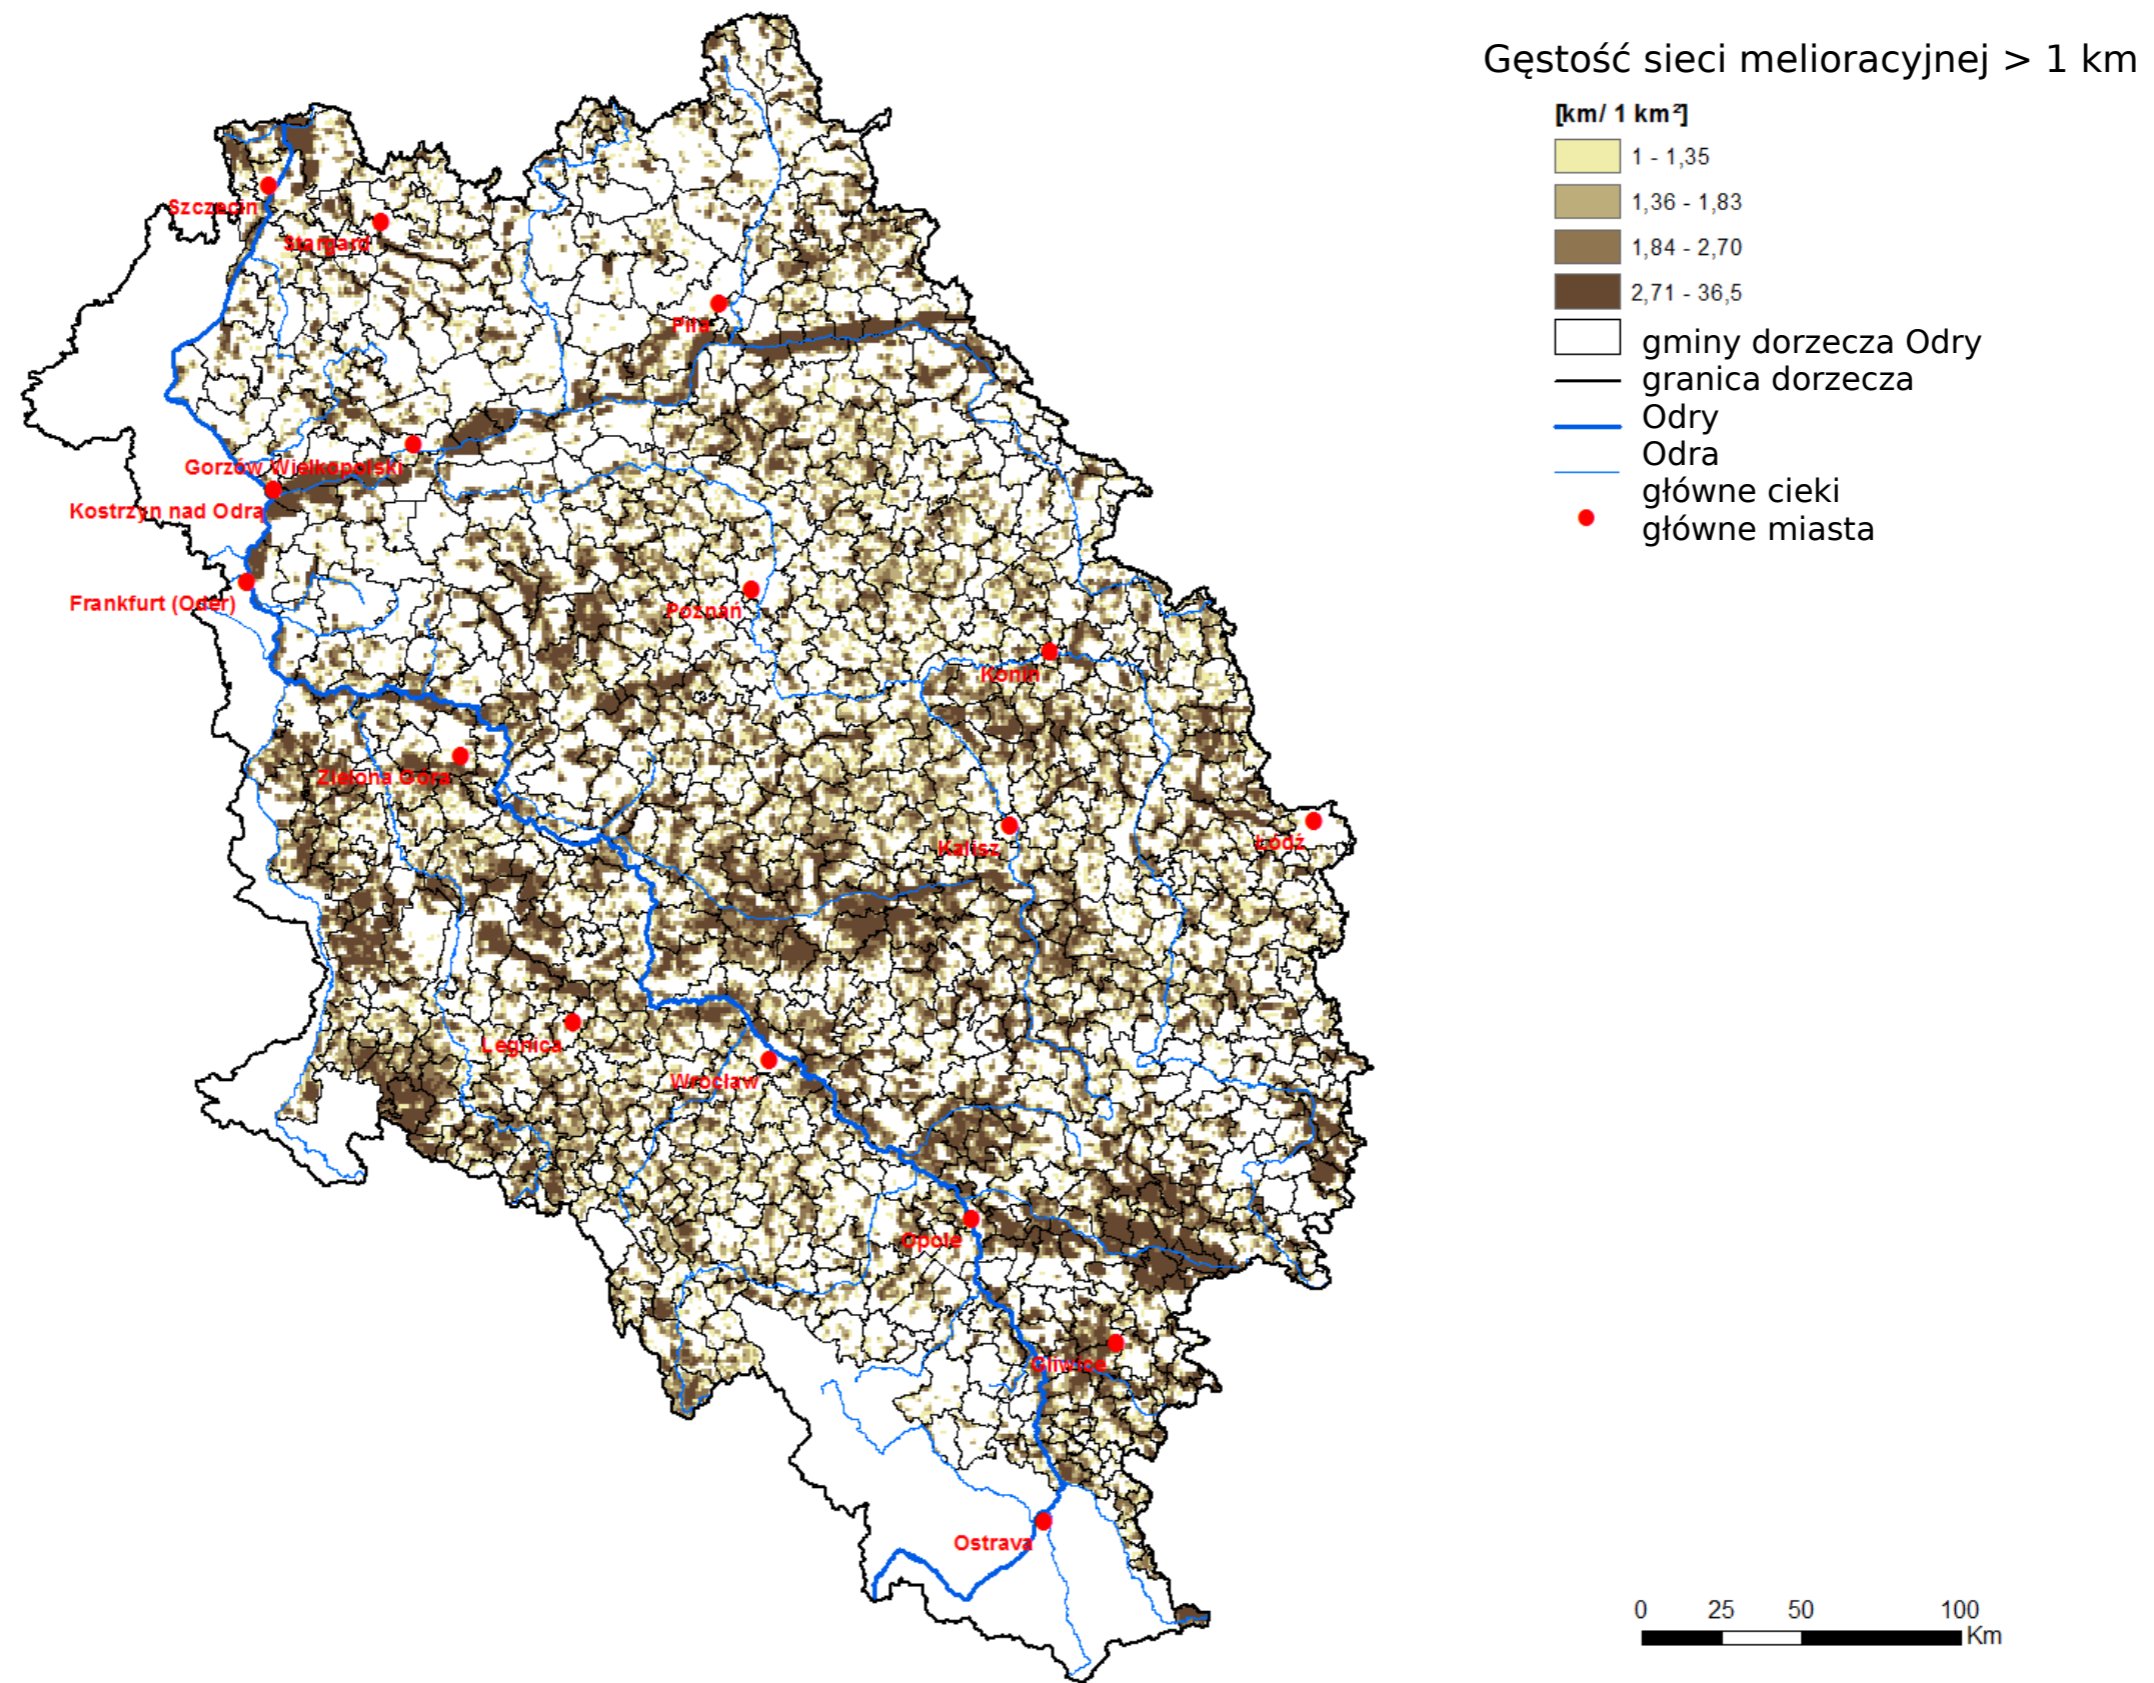 Gęstość sieci melioracyjnej > 1 km
[km/ 1 km²]
1 - 1,35
1,36 - 1,83
1,84 - 2,70
2,71 - 36,5
gminy dorzecza Odry
granica dorzecza
Odry
Odra
główne cieki
główne miasta
Szczecin
Stargard
Piła
Gorzów Wielkopolski
Kostrzyn nad Odrą
Frankfurt (Oder)
Poznań
Konin
Zielona Góra
Kalisz
Łódź
Legnica
Wrocław
Opole
Gliwice
Ostrava
0 25 50 100
Km